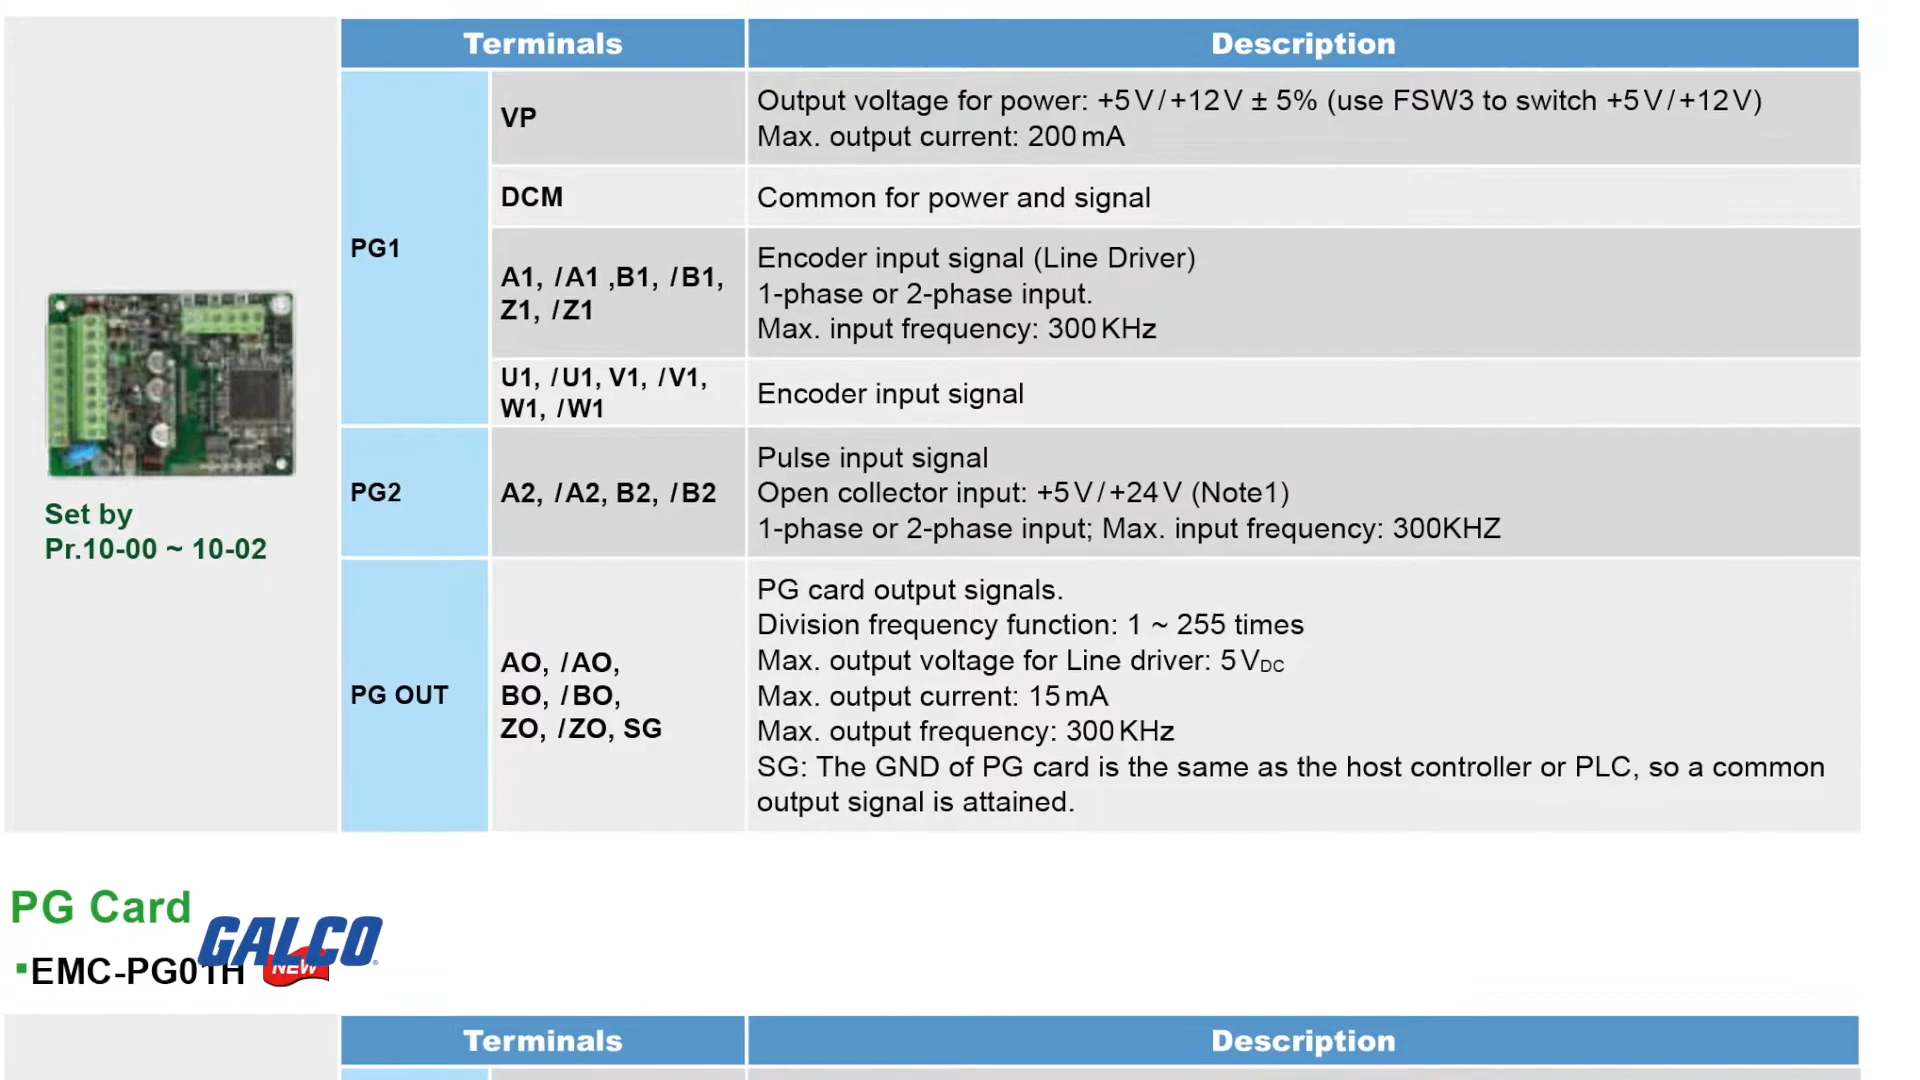 Terminals Description
PG1
VP
Output voltage for power: +5V/+12V ± 5% (use FSW3 to switch +5V/+12V)
Max. output current: 200mA
DCM
Common for power and signal
A1, /A1 ,B1, /B1,
Z1, /Z1
Encoder input signal (Line Driver)
1-phase or 2-phase input.
Max. input frequency: 300KHz
U1, /U1, V1, /V1,
W1, /W1
Encoder input signal
PG2
A2, /A2, B2, /B2
Pulse input signal
Open collector input: +5V/+24V (Note1)
1-phase or 2-phase input; Max. input frequency: 300KHZ
Set by
Pr.10-00 ~ 10-02
PG OUT
AO, /AO,
BO, /BO,
ZO, /ZO, SG
PG card output signals.
Division frequency function: 1 ~ 255 times
Max. output voltage for Line driver: 5VDC
Max. output current: 15mA
Max. output frequency: 300KHz
SG: The GND of PG card is the same as the host controller or PLC, so a common
output signal is attained.
PG Card
GALCO
▪EMC-PG01H NEW
Terminals Description